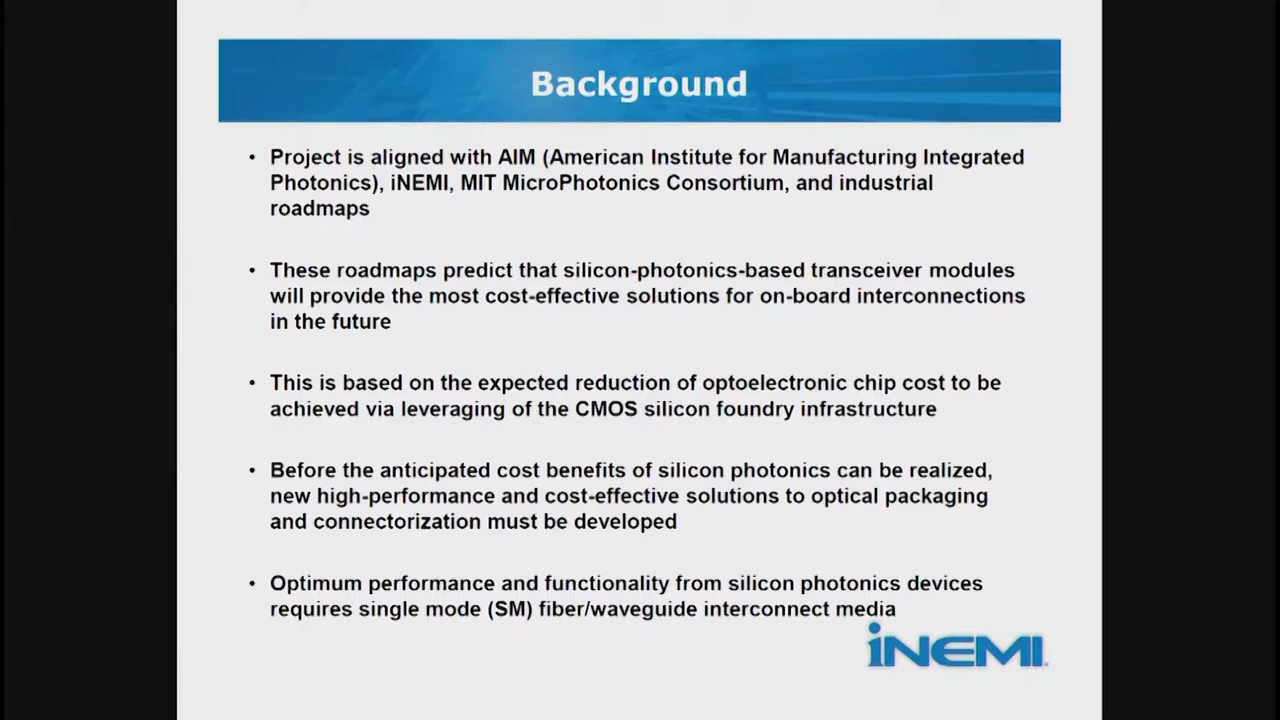 Background
• Project is aligned with AIM (American Institute for Manufacturing Integrated
Photonics), iNEMI, MIT MicroPhotonics Consortium, and industrial
roadmaps
• These roadmaps predict that silicon-photonics-based transceiver modules
will provide the most cost-effective solutions for on-board interconnections
in the future
• This is based on the expected reduction of optoelectronic chip cost to be
achieved via leveraging of the CMOS silicon foundry infrastructure
• Before the anticipated cost benefits of silicon photonics can be realized,
new high-performance and cost-effective solutions to optical packaging
and connectorization must be developed
• Optimum performance and functionality from silicon photonics devices
requires single mode (SM) fiber/waveguide interconnect media
iNEMI